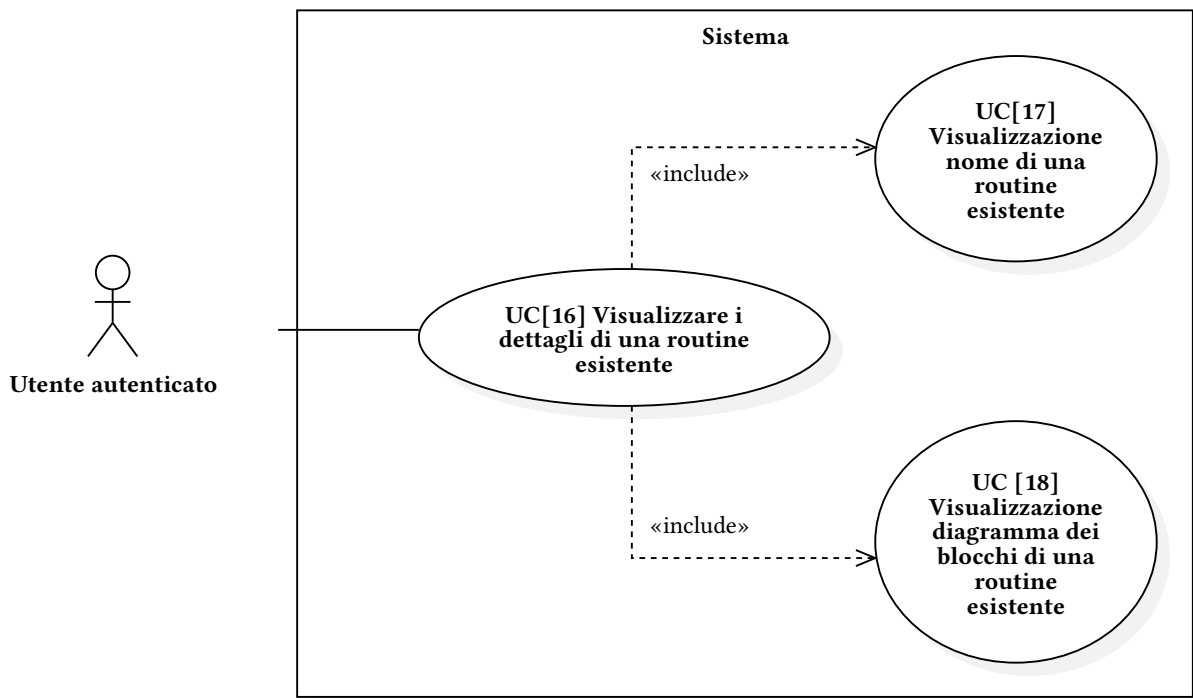 Sistema
UC[17]
Visualizzazione
nome di una
routine
esistente
«include»
UC[16] Visualizzare i
dettagli di una routine
esistente
Utente autenticato
«include»
UC [18]
Visualizzazione
diagramma dei
blocchi di una
routine
esistente